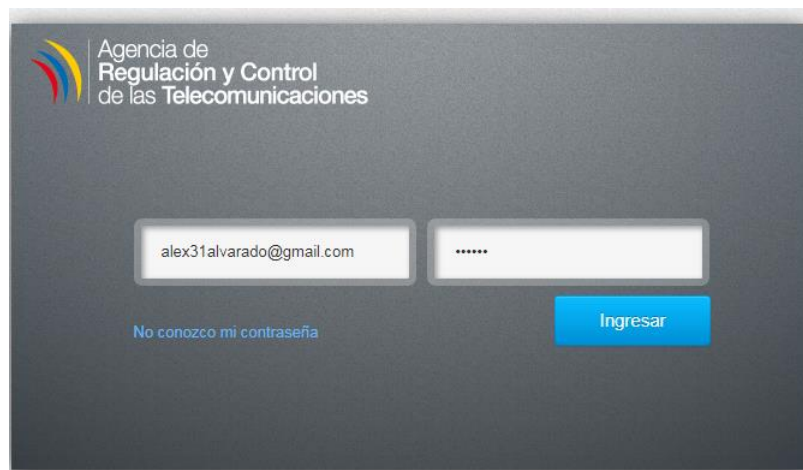 Agencia de
Regulación y Control
de las Telecomunicaciones
alex31alvarado@gmail.com
••••••
No conozco mi contraseña
Ingresar